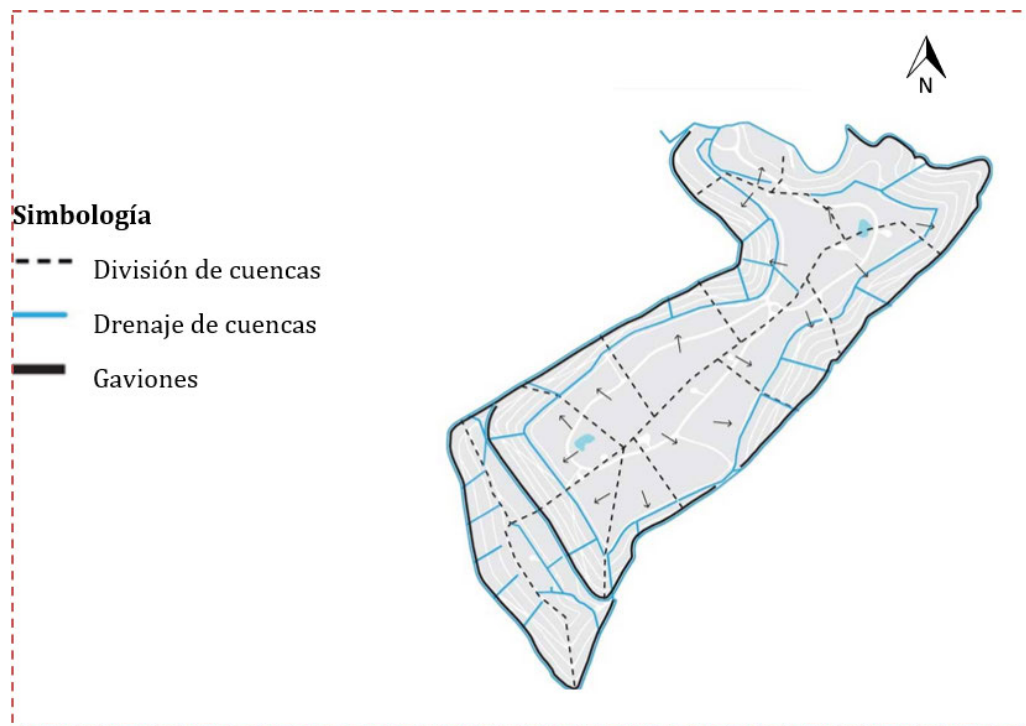 N
Simbología
División de cuencas
Drenaje de cuencas
Gaviones